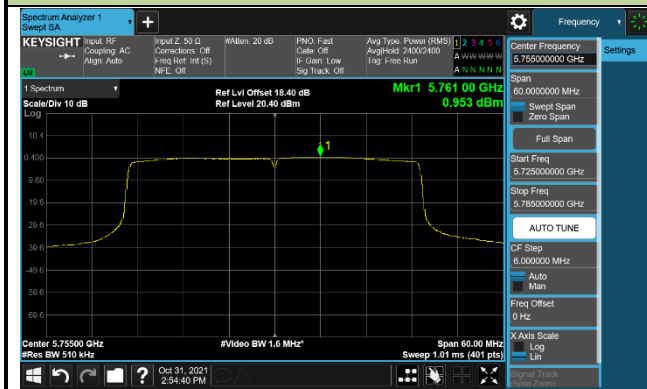 Spectrum Analyzer 1
Swept SA
Frequency
KEYSIGHT
Input: RF
Coupling: AC
Align: Auto
Input Z: 50 Ω
Corrections: Off
Freq Ref: Int (S)
NFE: Off
#Atten: 20 dB
PNO: Fast
Gate: Off
IF Gain: Low
Sig Track: Off
Avg Type: Power (RMS)
Avg|Hold: 2400/2400
Trig: Free Run
1 2 3 4 5 6
A W W W W W
A N N N N N
LW
1 Spectrum
Scale/Div 10 dB
Log
Ref Lvl Offset 18.40 dB
Ref Level 20.40 dBm
Mkr1 5.761 00 GHz
0.953 dBm
10.4
0.400
-9.60
-19.6
-29.6
-39.6
-49.6
-59.6
-69.6
1
Center 5.75500 GHz
#Res BW 510 kHz
#Video BW 1.6 MHz*
Span 60.00 MHz
Sweep 1.01 ms (401 pts)
Oct 31, 2021
2:54:40 PM
Center Frequency
5.755000000 GHz
Settings
Span
60.0000000 MHz
Swept Span
Zero Span
Full Span
Start Freq
5.725000000 GHz
Stop Freq
5.785000000 GHz
AUTO TUNE
CF Step
6.000000 MHz
Auto
Man
Freq Offset
0 Hz
X Axis Scale
Log
Lin
Signal Track
(Span Zoom)